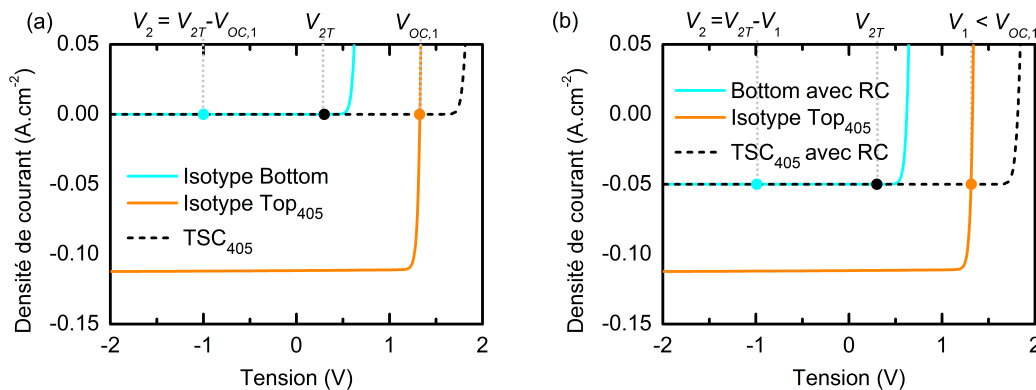 (a)
V2 = V2T-VOC,1
V2T
VOC,1
0.05
0.00
-0.05
-0.10
-0.15
Densité de courant (A.cm-2)
Isotype Bottom
Isotype Top405
TSC405
-2
-1
0
1
2
Tension (V)
(b)
V2 =V2T-V1
V2T
V1 < VOC,1
0.05
0.00
-0.05
-0.10
-0.15
Densité de courant (A.cm-2)
Bottom avec RC
Isotype Top405
TSC405 avec RC
-2
-1
0
1
2
Tension (V)